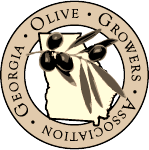 GEORGIA · OLIVE · GROWERS · ASSOCIATION ·